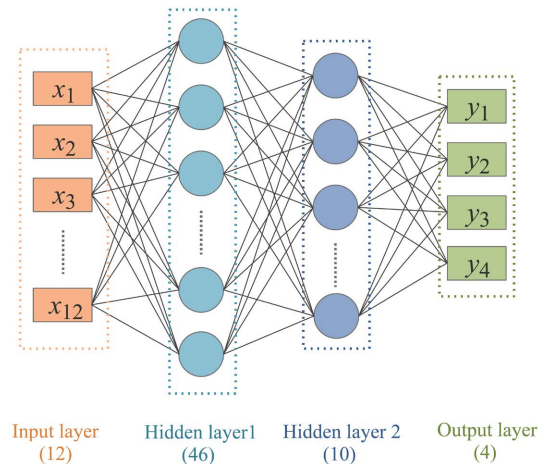 x1
x2
x3
x12
y1
y2
y3
y4
Input layer
(12)
Hidden layer1
(46)
Hidden layer 2
(10)
Output layer
(4)